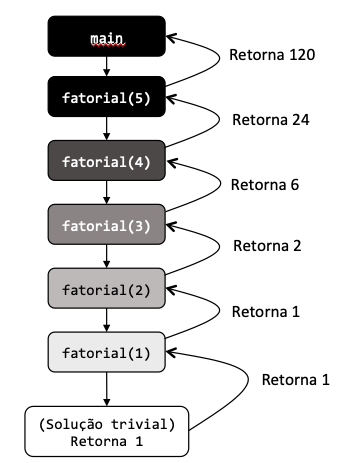 main
Retorna 120
fatorial(5)
Retorna 24
fatorial(4)
Retorna 6
fatorial(3)
Retorna 2
fatorial(2)
Retorna 1
fatorial(1)
Retorna 1
(Solução trivial)
Retorna 1